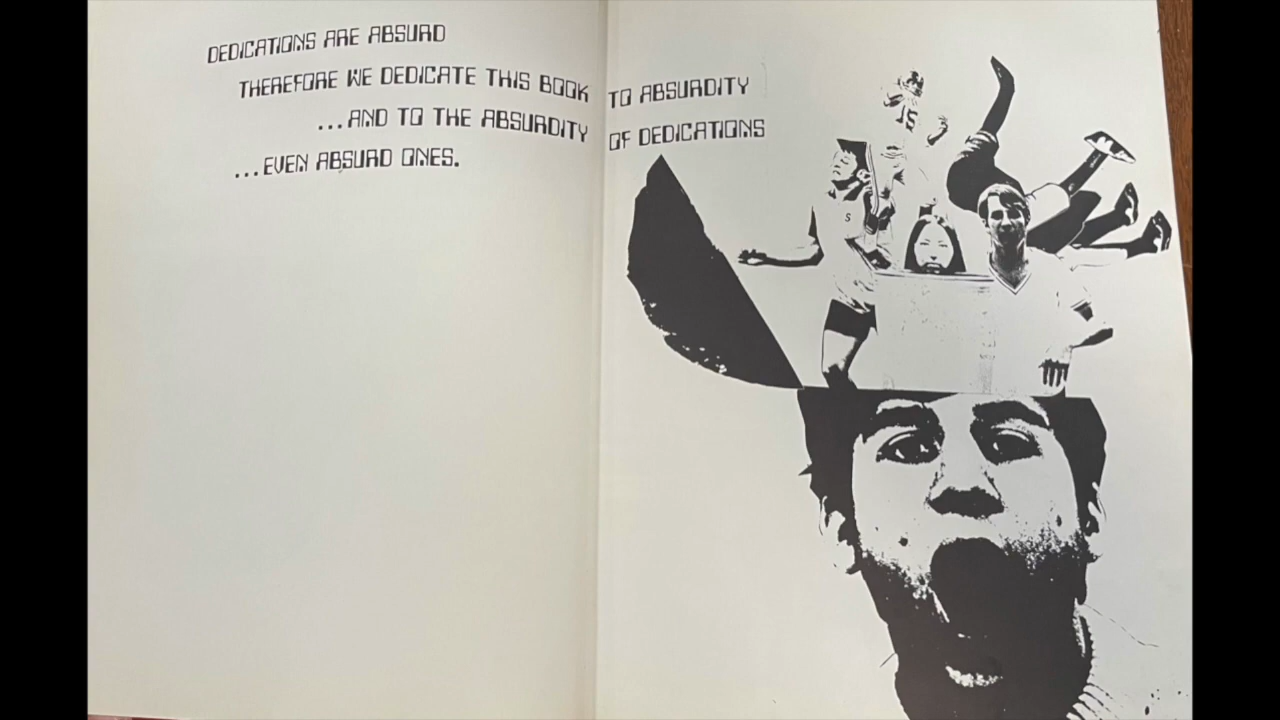 DEDICATIONS ARE ABSURD
THEREFORE WE DEDICATE THIS BOOK TO ABSURDITY
...AND TO THE ABSURDITY OF DEDICATIONS
...EVEN ABSURD ONES.
15
S